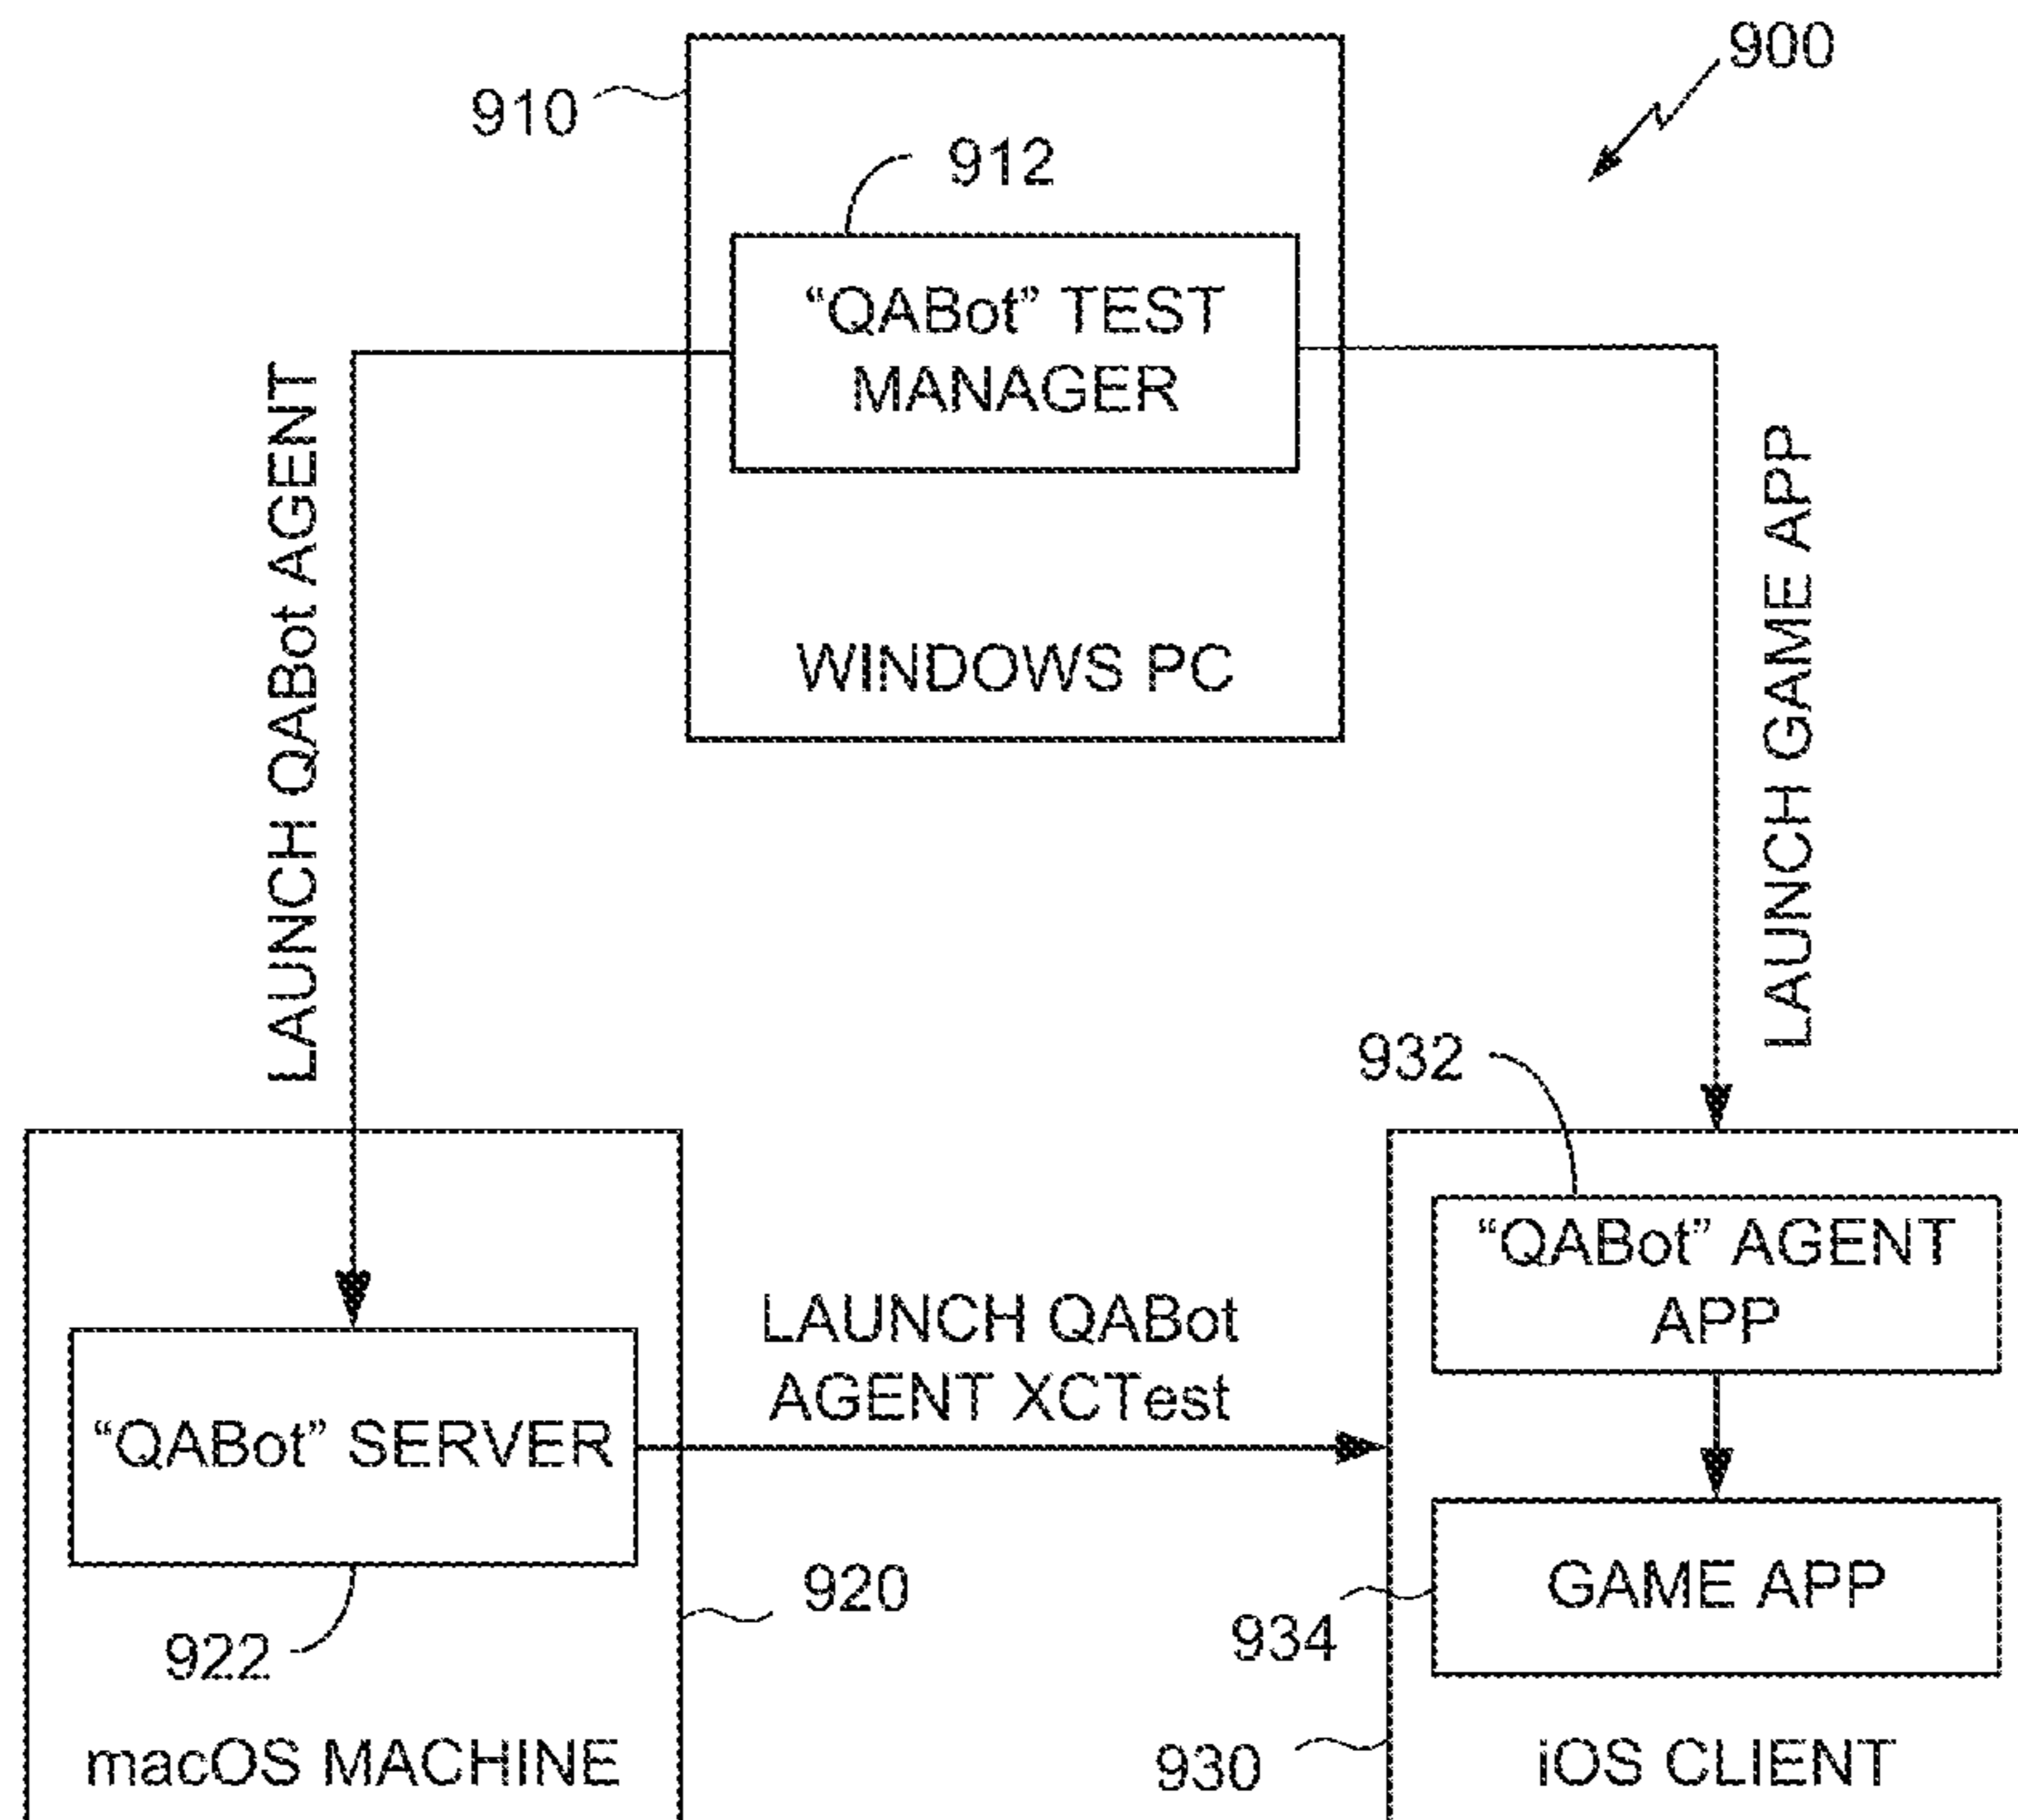 900
910
912
“QABot” TEST
MANAGER
WINDOWS PC
LAUNCH QABot AGENT
LAUNCH GAME APP
932
“QABot” AGENT
APP
LAUNCH QABot
AGENT XCTest
“QABot” SERVER
GAME APP
920
934
922
macOS MACHINE
930
iOS CLIENT